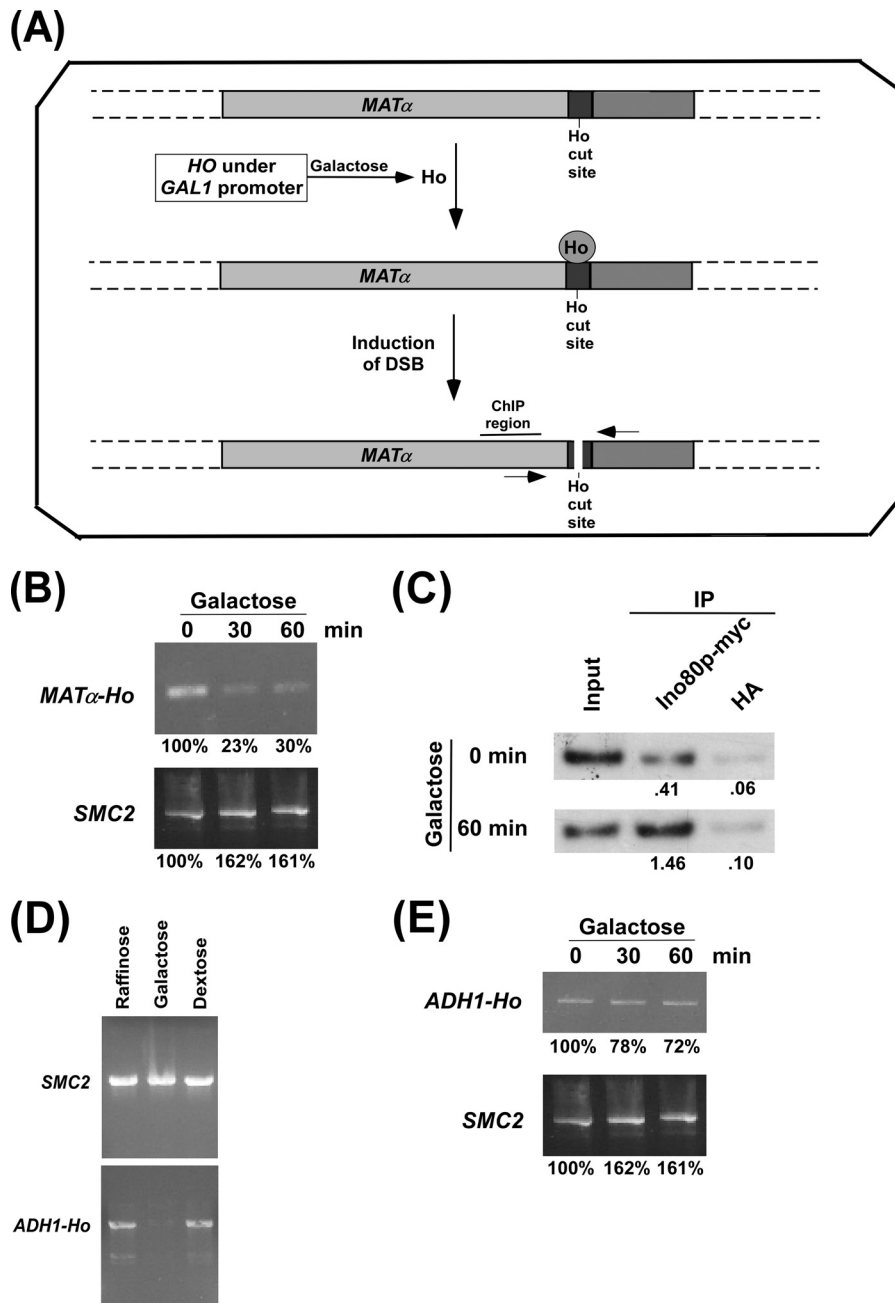 (A)
MATα
Ho
cut
site
HO under
GAL1 promoter
Galactose
Ho
Ho
MATα
Ho
cut
site
Induction
of DSB
ChIP
region
MATα
Ho
cut
site
(B)
Galactose
0 30 60 min
MATα-Ho
100% 23% 30%
SMC2
100% 162% 161%
(C)
IP
Input
Ino80p-myc
HA
Galactose
0 min
.41 .06
60 min
1.46 .10
(D)
Raffinose
Galactose
Dextose
SMC2
ADH1-Ho
(E)
Galactose
0 30 60 min
ADH1-Ho
100% 78% 72%
SMC2
100% 162% 161%